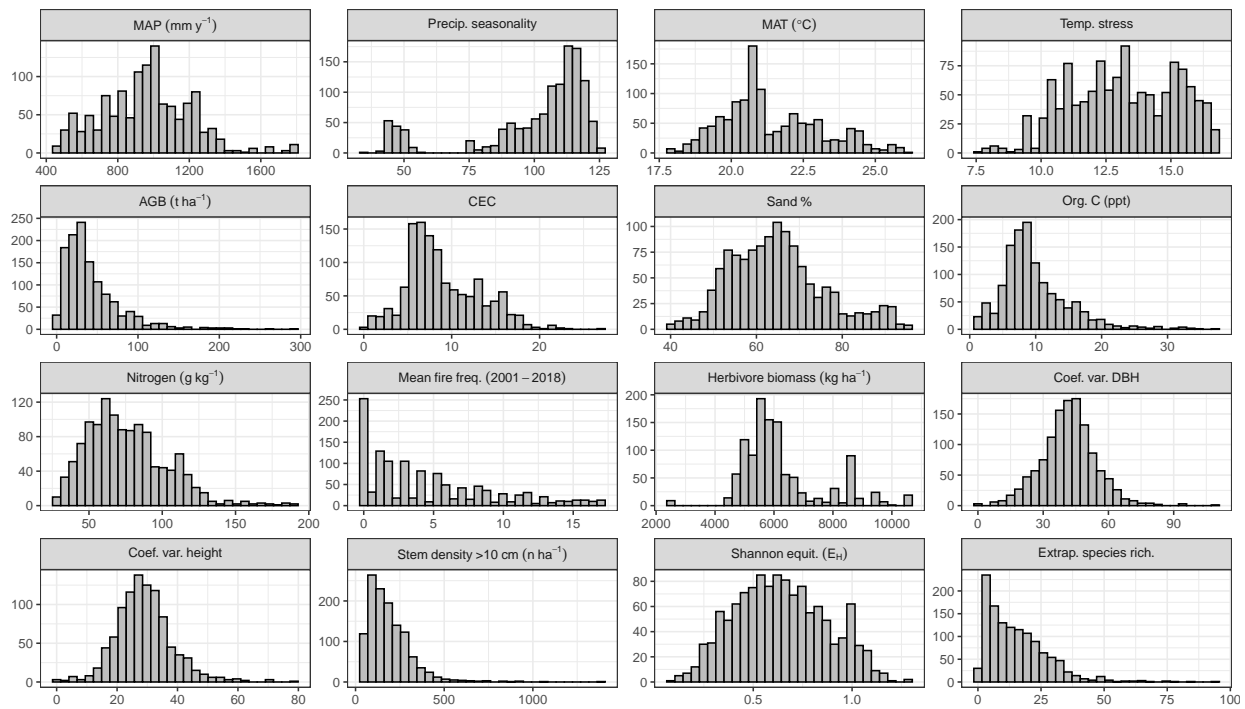 MAP (mm y⁻¹)
150
100
50
0
400 800 1200 1600
Precip. seasonality
150
100
50
0
50 75 100 125
MAT (°C)
150
100
50
0
17.5 20.0 22.5 25.0
Temp. stress
75
50
25
0
7.5 10.0 12.5 15.0
AGB (t ha⁻¹)
250
200
150
100
50
0
0 100 200 300
CEC
150
100
50
0
0 10 20
Sand %
100
75
50
25
0
40 60 80
Org. C (ppt)
200
150
100
50
0
0 10 20 30
Nitrogen (g kg⁻¹)
120
80
40
0
50 100 150 200
Mean fire freq. (2001 − 2018)
250
200
150
100
50
0
0 5 10 15
Herbivore biomass (kg ha⁻¹)
200
150
100
50
0
2000 4000 6000 8000 10000
Coef. var. DBH
150
100
50
0
0 30 60 90
Coef. var. height
100
50
0
0 20 40 60 80
Stem density >10 cm (n ha⁻¹)
200
100
0
0 500 1000
Shannon equit. (E_H)
80
60
40
20
0
0.5 1.0
Extrap. species rich.
200
150
100
50
0
0 25 50 75 100